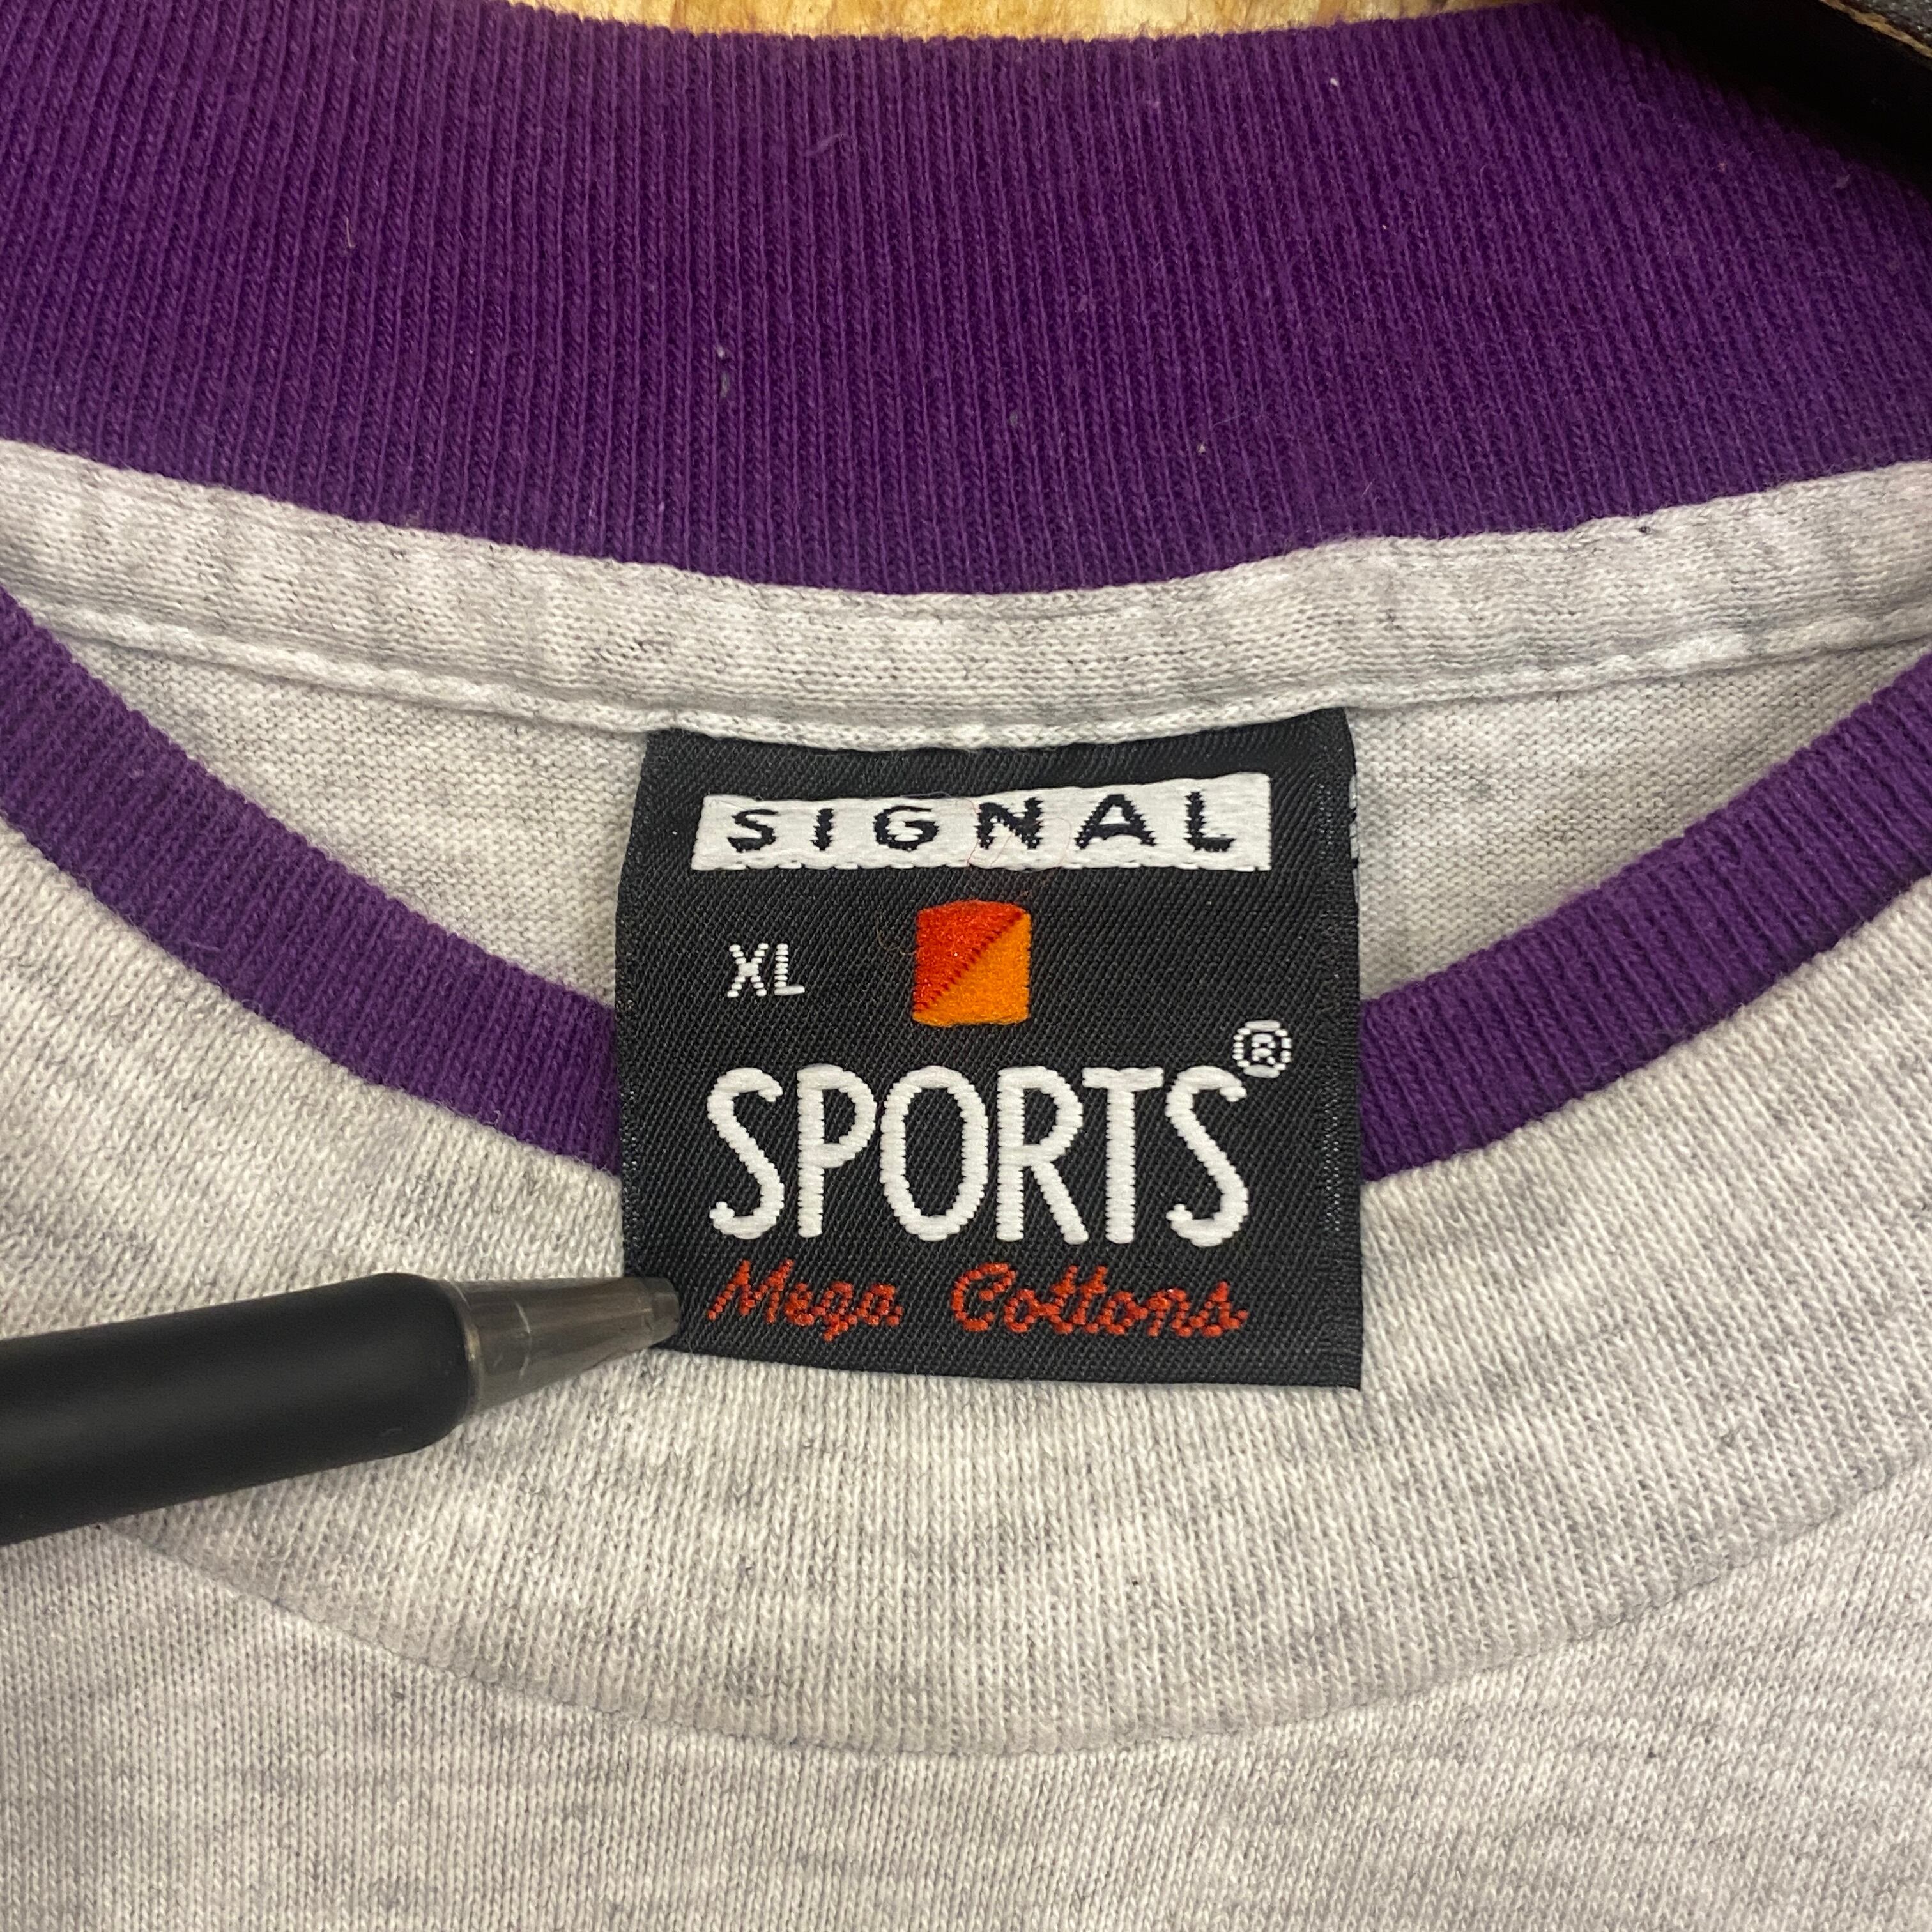 SIGNAL
XL
SPORTS®
Mega Cottons